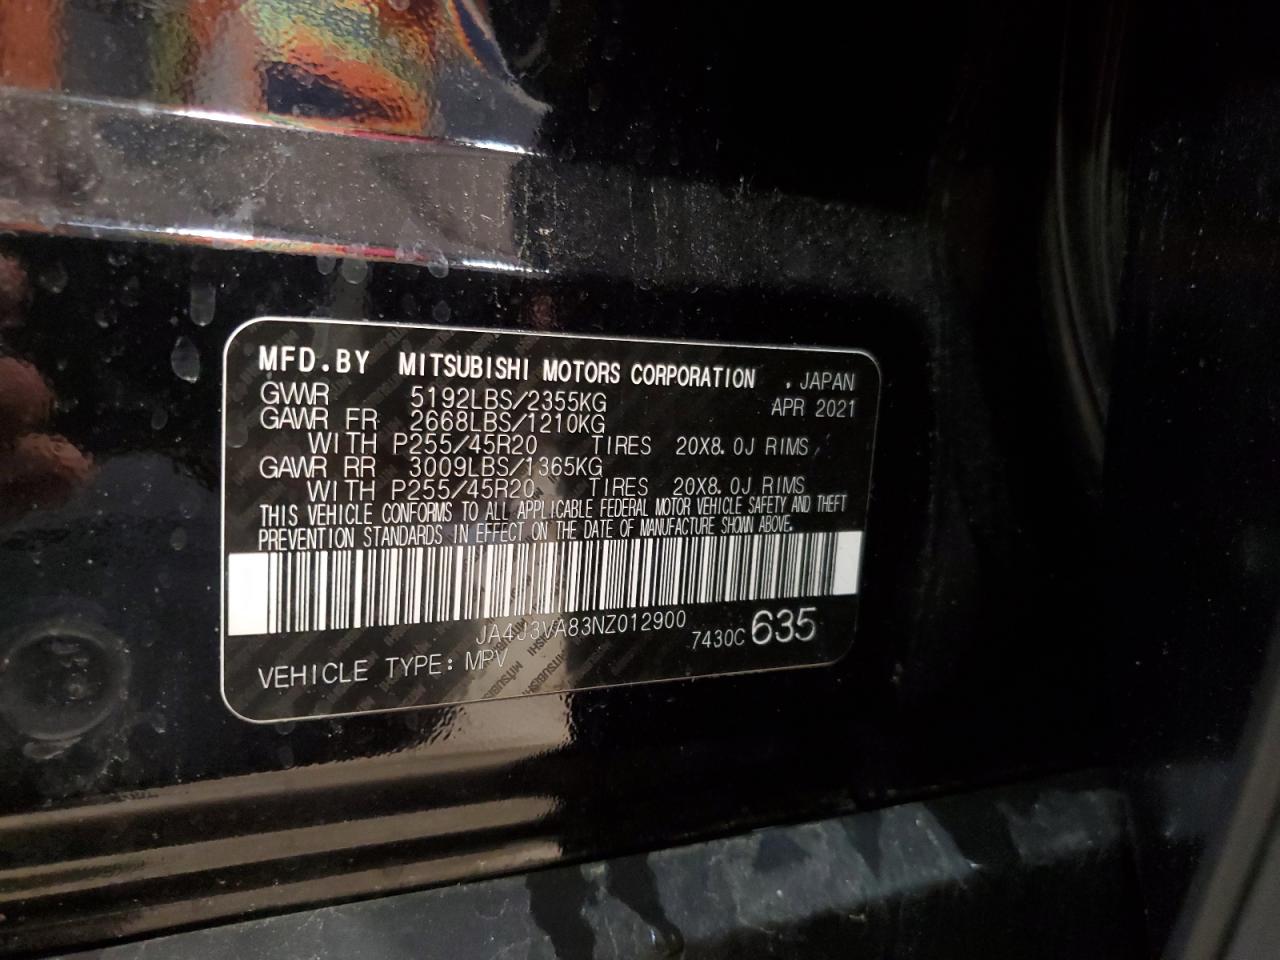 MFD.BY MITSUBISHI MOTORS CORPORATION , JAPAN
GVWR 5192LBS/2355KG APR 2021
GAWR FR 2668LBS/1210KG
WITH P255/45R20 TIRES 20X8.0J RIMS,
GAWR RR 3009LBS/1365KG
WITH P255/45R20 TIRES 20X8.0J RIMS
THIS VEHICLE CONFORMS TO ALL APPLICABLE FEDERAL MOTOR VEHICLE SAFETY AND THEFT
PREVENTION STANDARDS IN EFFECT ON THE DATE OF MANUFACTURE SHOWN ABOVE.
JA4J3VA83NZ012900
7430C 635
VEHICLE TYPE: MPV